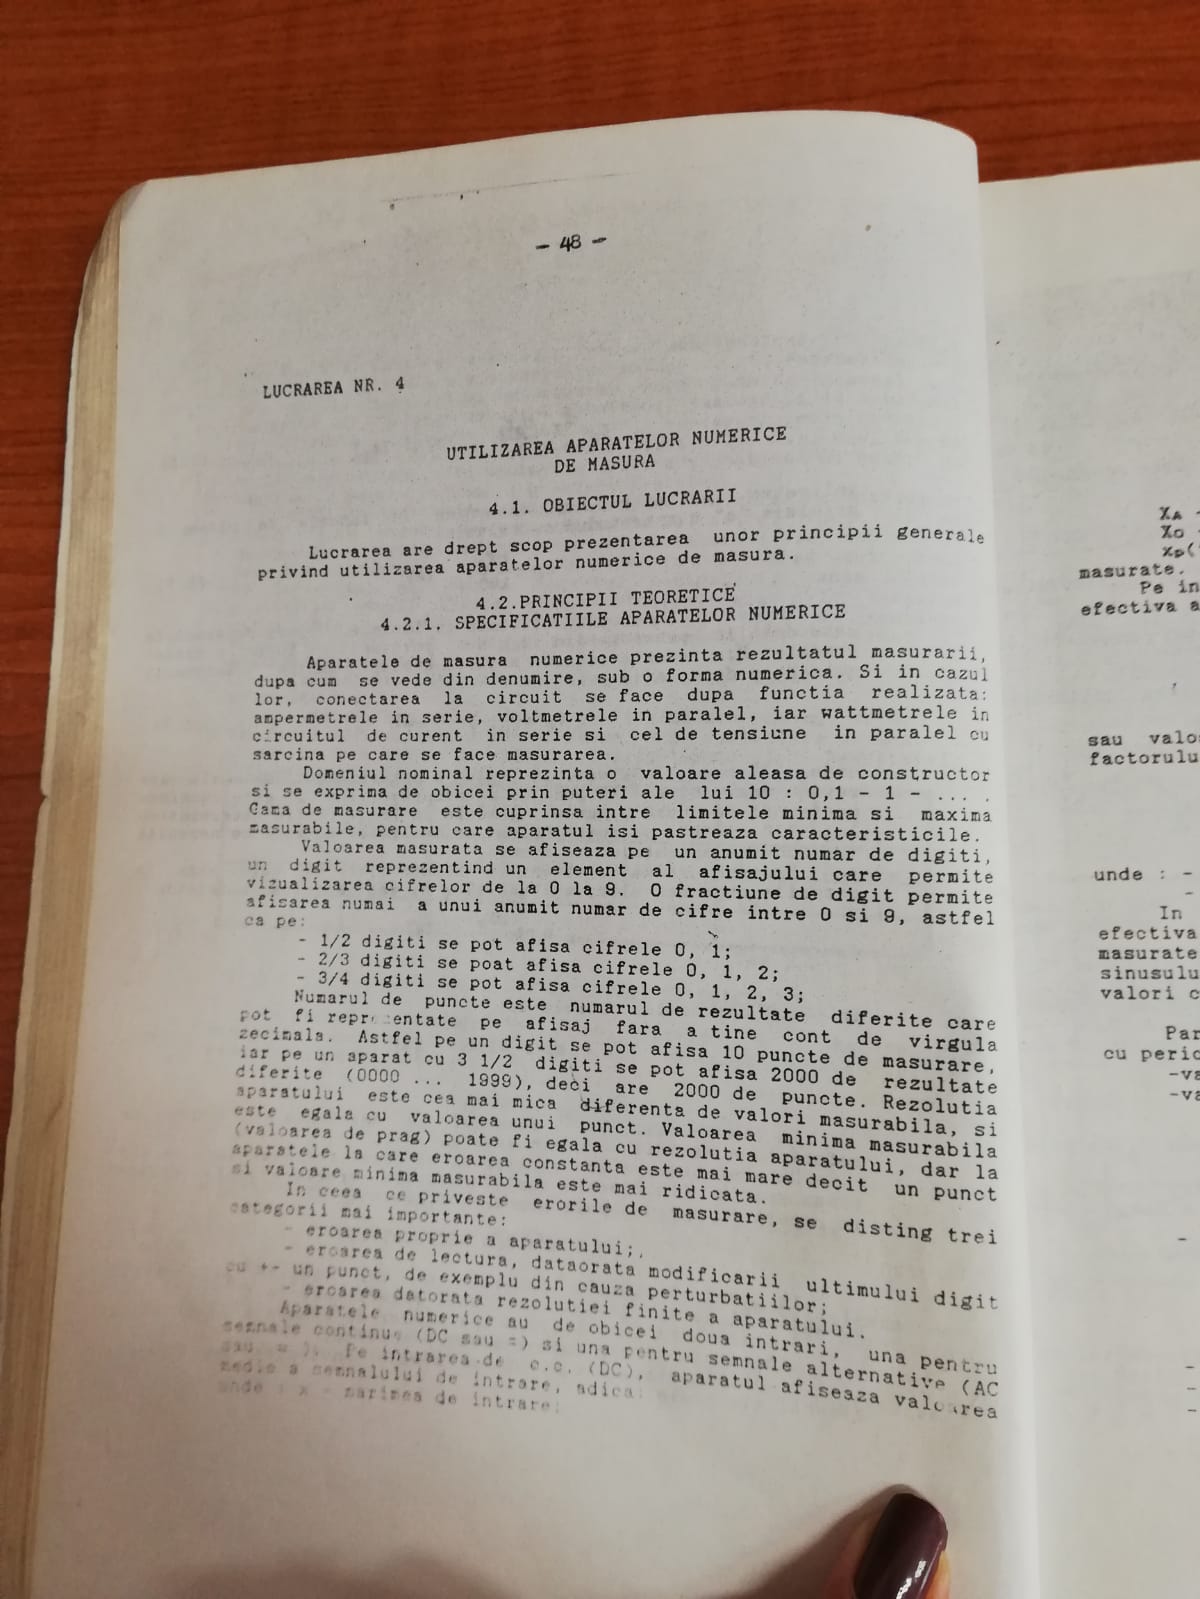 - 48 -
LUCRAREA NR. 4
UTILIZAREA APARATELOR NUMERICE
DE MASURA
4.1. OBIECTUL LUCRARII
Lucrarea are drept scop prezentarea unor principii generale
privind utilizarea aparatelor numerice de masura.
4.2.PRINCIPII TEORETICE
4.2.1. SPECIFICATIILE APARATELOR NUMERICE
Aparatele de masura numerice prezinta rezultatul masurarii,
dupa cum se vede din denumire, sub o forma numerica. Si in cazul
lor, conectarea la circuit se face dupa functia realizata:
ampermetrele in serie, voltmetrele in paralel, iar wattmetrele in
circuitul de curent in serie si cel de tensiune in paralel cu
sarcina pe care se face masurarea.
Domeniul nominal reprezinta o valoare aleasa de constructor
si se exprima de obicei prin puteri ale lui 10 : 0,1 - 1 - ... .
Gama de masurare este cuprinsa intre limitele minima si maxima
masurabile, pentru care aparatul isi pastreaza caracteristicile.
Valoarea masurata se afiseaza pe un anumit numar de digiti,
un digit reprezentind un element al afisajului care permite
vizualizarea cifrelor de la 0 la 9. O fractiune de digit permite
afisarea numai a unui anumit numar de cifre intre 0 si 9, astfel
ca pe:
- 1/2 digiti se pot afisa cifrele 0, 1;
- 2/3 digiti se poat afisa cifrele 0, 1, 2;
- 3/4 digiti se pot afisa cifrele 0, 1, 2, 3;
Numarul de puncte este numarul de rezultate diferite care
pot fi reprezentate pe afisaj fara a tine cont de virgula
zecimala. Astfel pe un digit se pot afisa 10 puncte de masurare,
iar pe un aparat cu 3 1/2 digiti se pot afisa 2000 de rezultate
diferite (0000 ... 1999), deci are 2000 de puncte. Rezolutia
aparatului este cea mai mica diferenta de valori masurabila, si
este egala cu valoarea unui punct. Valoarea minima masurabila
(valoarea de prag) poate fi egala cu rezolutia aparatului, dar la
aparatele la care eroarea constanta este mai mare decit un punct
si valoare minima masurabila este mai ridicata.
In ceea ce priveste erorile de masurare, se disting trei
categorii mai importante:
- eroarea proprie a aparatului;
- eroarea de lectura, dataorata modificarii ultimului digit
cu +- un punct, de exemplu din cauza perturbatiilor;
- eroarea datorata rezolutiei finite a aparatului.
Aparatele numerice au de obicei doua intrari, una pentru
semnale continue (DC sau =) si una pentru semnale alternative (AC
sau ). Pe intrarea de c.c. (DC), aparatul afiseaza valoarea
medie a semnalului de intrare, adica:
unde : x - marimea de intrare;
XA
XO
xp(
masurate.
Pe in
efectiva a
sau valo
factorulu
unde : -
-
In
efectiva
masurate
sinusulu
valori c
Par
cu perio
-va
-va
-
-
-
-